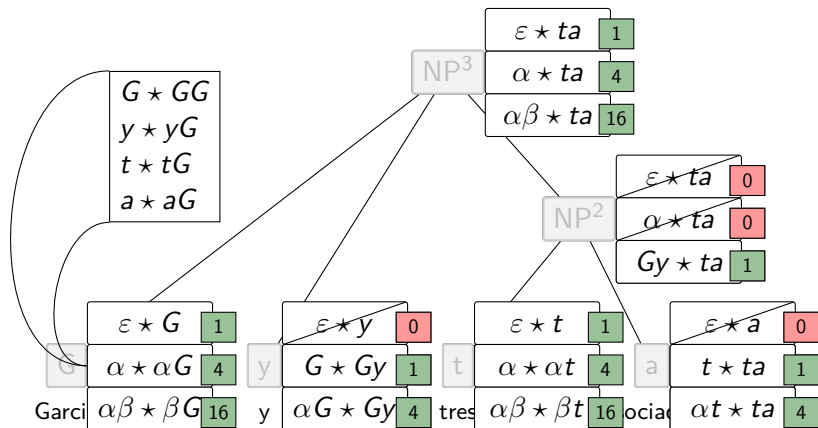 ε ⋆ ta 1
NP³ α ⋆ ta 4
αβ ⋆ ta 16
G ⋆ GG
y ⋆ yG
t ⋆ tG
a ⋆ aG
ε ⋆ ta 0
NP² α ⋆ ta 0
Gy ⋆ ta 1
ε ⋆ G 1 ε ⋆ y 0 ε ⋆ t 1 ε ⋆ a 0
G α ⋆ αG 4 y G ⋆ Gy 1 t α ⋆ αt 4 a t ⋆ ta 1
Garci αβ ⋆ βG 16 y αG ⋆ Gy 4 tres αβ ⋆ βt 16 ociad αt ⋆ ta 4